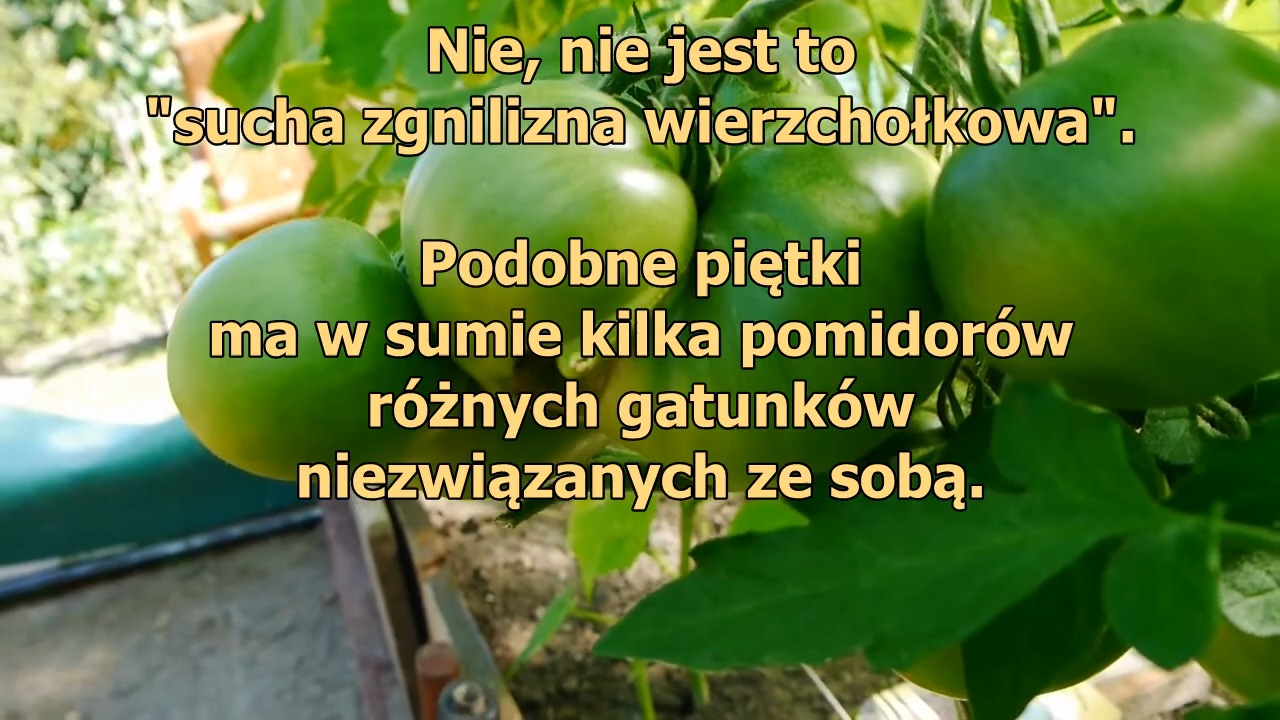 Nie, nie jest to
"sucha zgnilizna wierzchołkowa".
Podobne piętki
ma w sumie kilka pomidorów
różnych gatunków
niezwiązanych ze sobą.